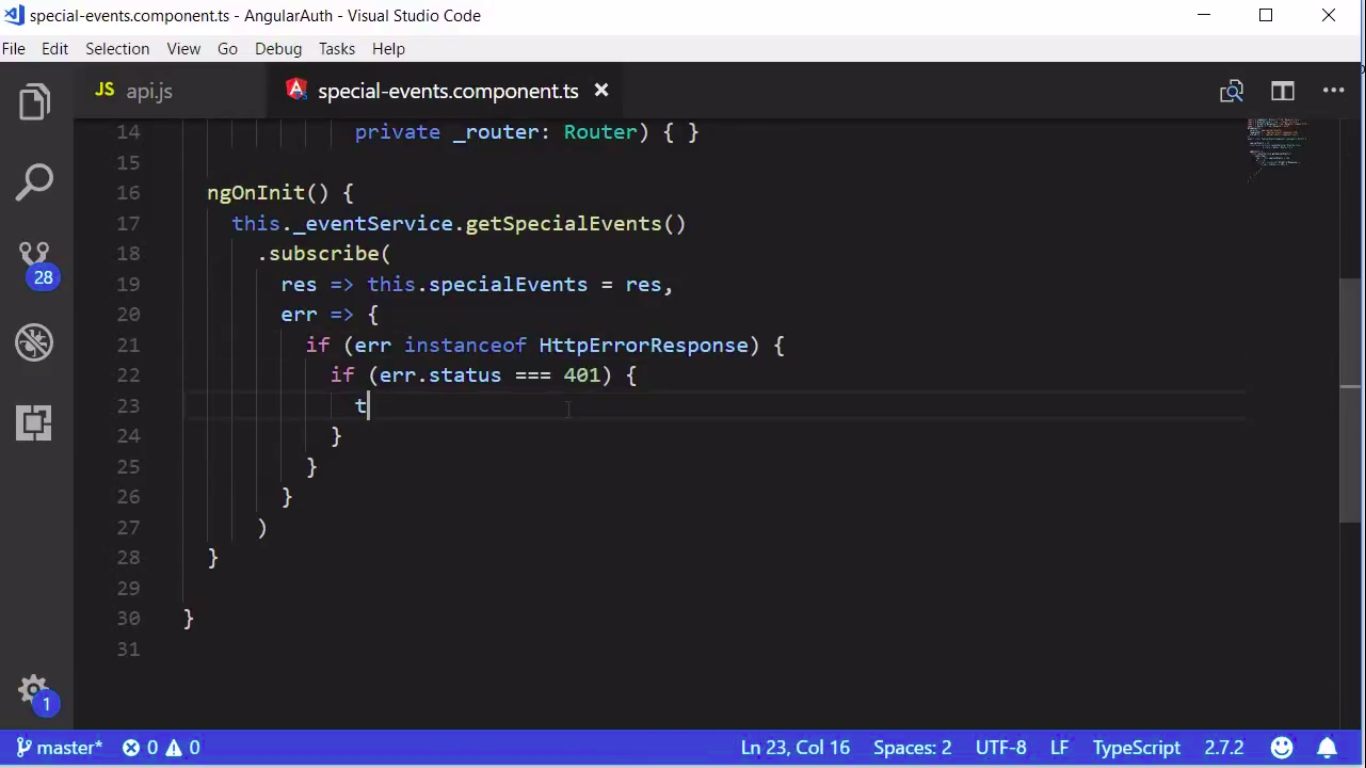 special-events.component.ts - AngularAuth - Visual Studio Code
File Edit Selection View Go Debug Tasks Help
JS api.js special-events.component.ts
14 private _router: Router) { }
15
16 ngOnInit() {
17 this._eventService.getSpecialEvents()
18 .subscribe(
19 res => this.specialEvents = res,
20 err => {
21 if (err instanceof HttpErrorResponse) {
22 if (err.status === 401) {
23 t
24 }
25 }
26 }
27 )
28 }
29
30 }
31
28
1
master* 0 0 Ln 23, Col 16 Spaces: 2 UTF-8 LF TypeScript 2.7.2